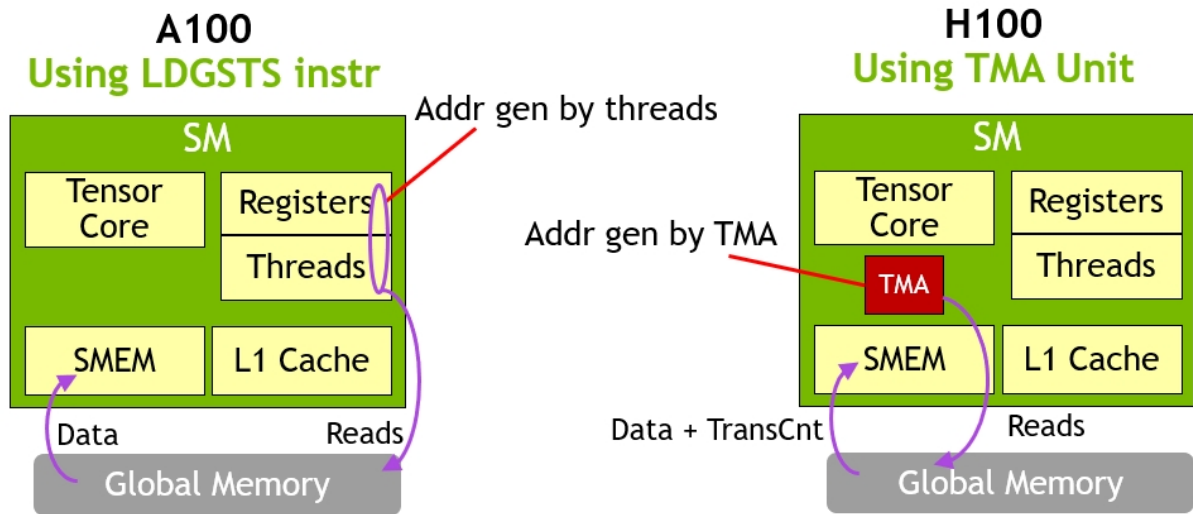 A100
Using LDGSTS instr
Addr gen by threads
SM
Tensor
Core
Registers
Threads
SMEM
L1 Cache
Data
Reads
Global Memory
H100
Using TMA Unit
Addr gen by TMA
SM
Tensor
Core
Registers
Threads
TMA
SMEM
L1 Cache
Data + TransCnt
Reads
Global Memory